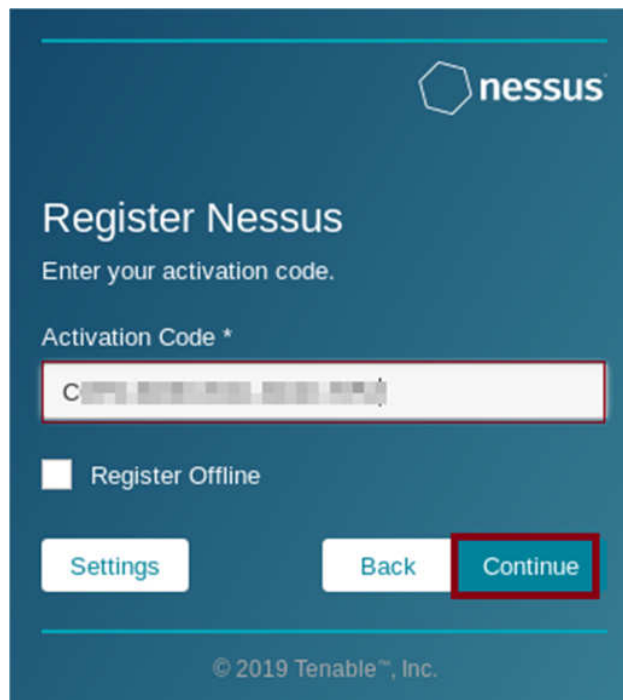 nessus
Register Nessus
Enter your activation code.
Activation Code *
C
Register Offline
Settings Back Continue
© 2019 Tenable™, Inc.